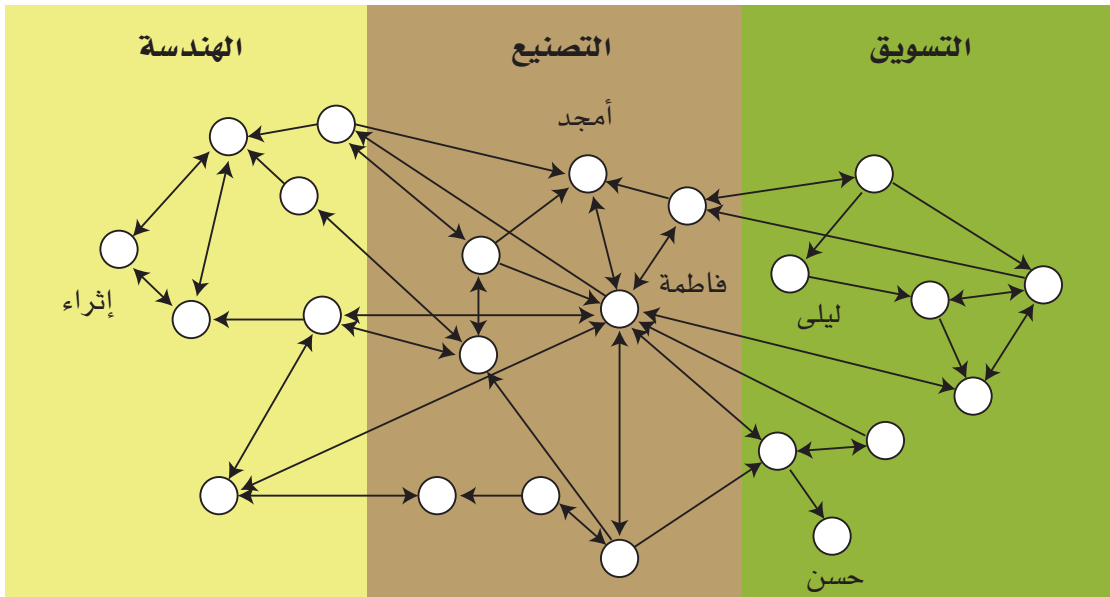 الهندسة
التصنيع
التسويق
أمجد
فاطمة
إثراء
ليلى
حسن